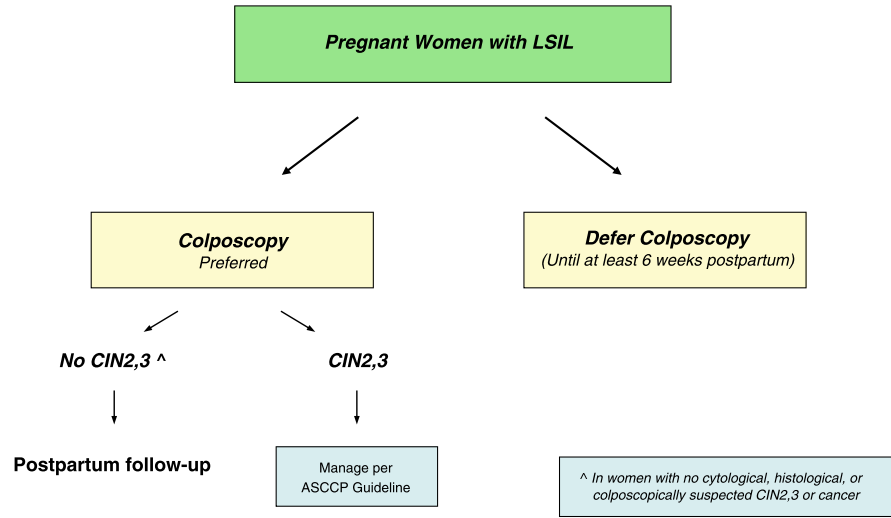 Pregnant Women with LSIL
Colposcopy
Preferred
Defer Colposcopy
(Until at least 6 weeks postpartum)
No CIN2,3 ^
CIN2,3
Postpartum follow-up
Manage per
ASCCP Guideline
^ In women with no cytological, histological, or
colposcopically suspected CIN2,3 or cancer